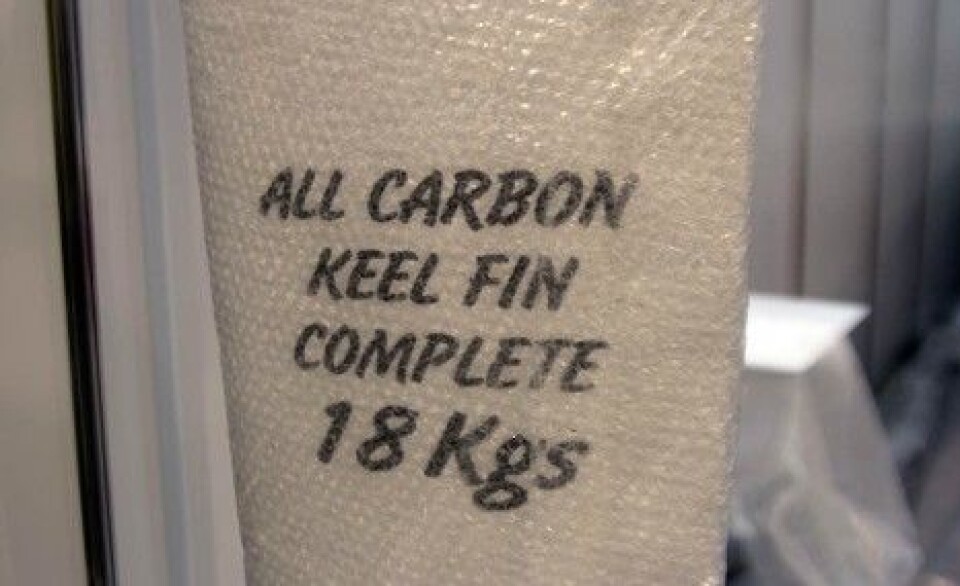 ALL CARBON
KEEL FIN
COMPLETE
18 Kgs